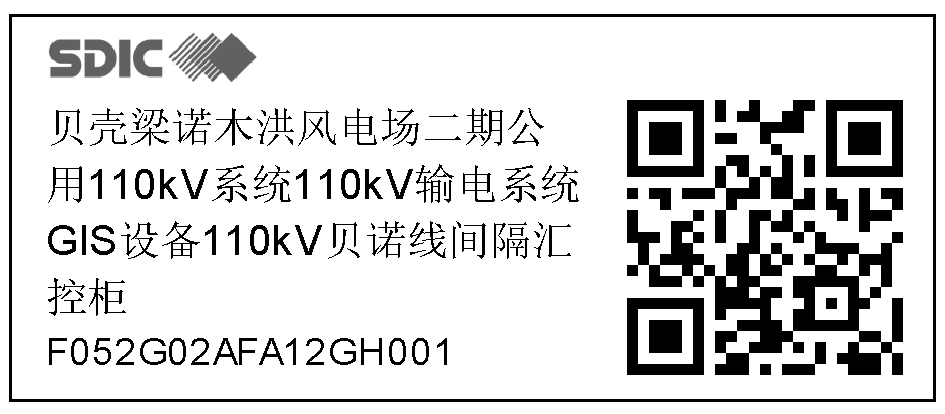 SDIC
贝壳梁诺木洪风电场二期公
用110kV系统110kV输电系统
GIS设备110kV贝诺线间隔汇
控柜
F052G02AFA12GH001